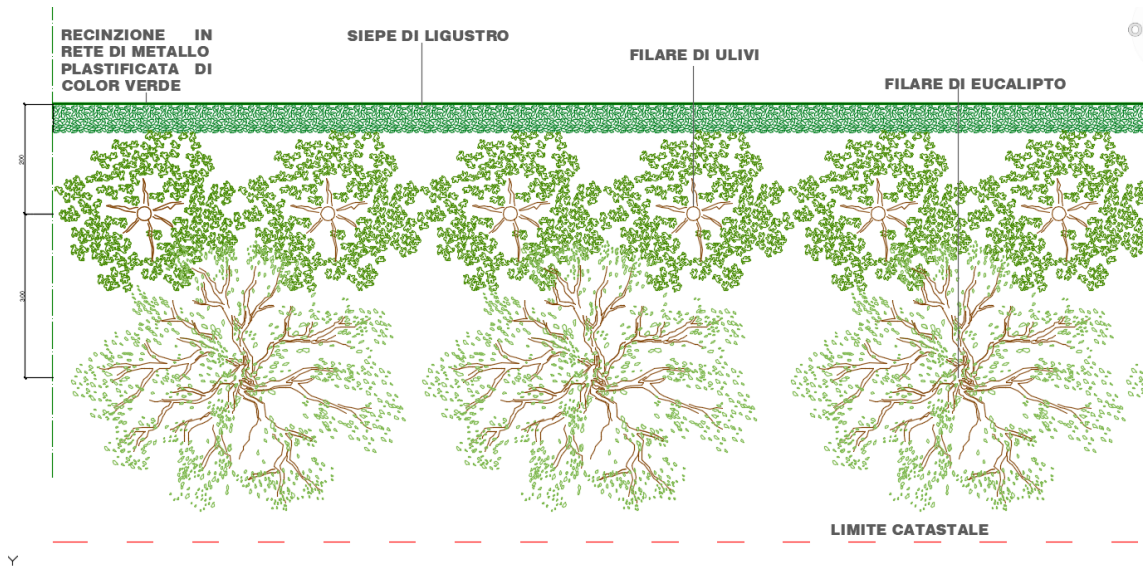 RECINZIONE IN
RETE DI METALLO
PLASTIFICATA DI
COLOR VERDE
SIEPE DI LIGUSTRO
FILARE DI ULIVI
FILARE DI EUCALIPTO
200
300
LIMITE CATASTALE
Y